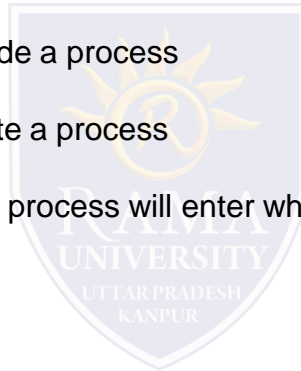 de a process
te a process
process will enter wh
RAMA
UNIVERSITY
UTTAR PRADESH
KANPUR